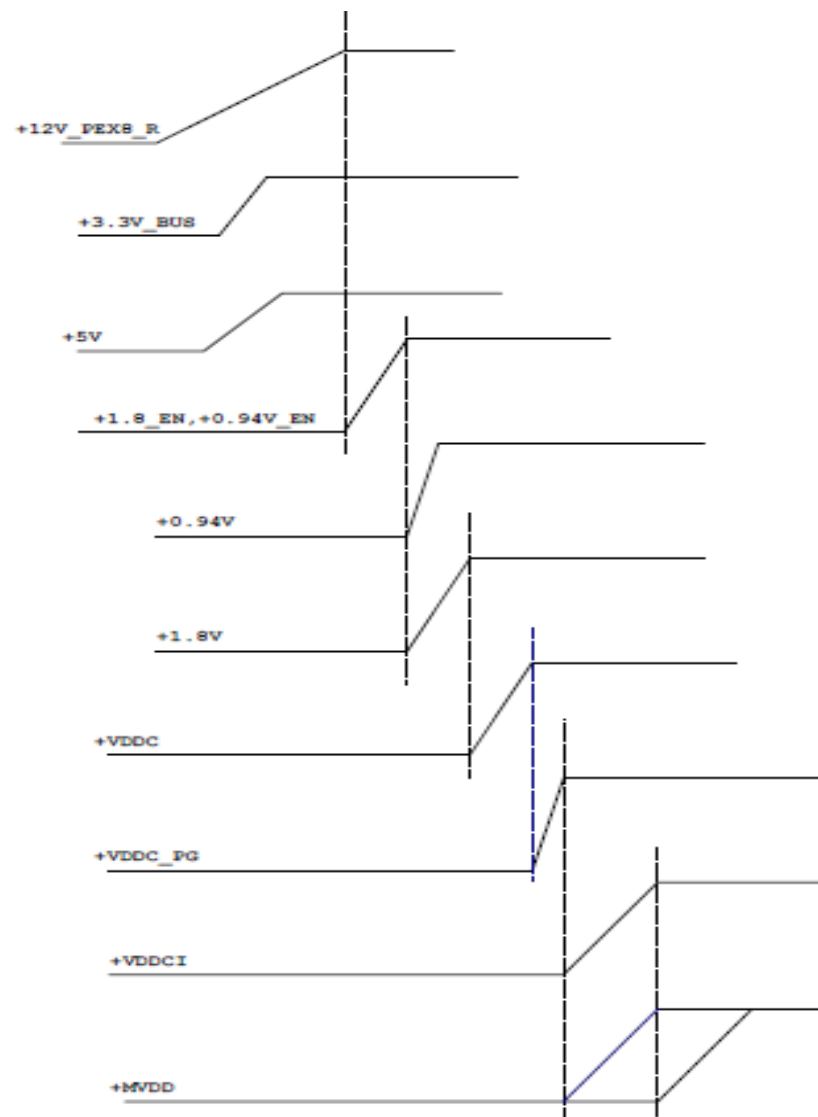 +12V_PEX8_R
+3.3V_BUS
+5V
+1.8_EN,+0.94V_EN
+0.94V
+1.8V
+VDDC
+VDDC_PG
+VDDCI
+MVDD